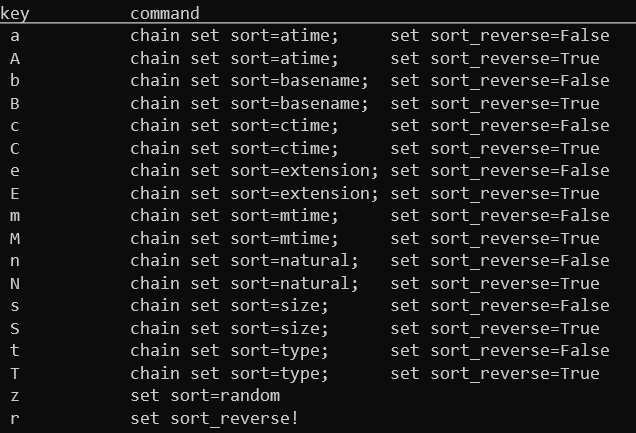 key          command
 a           chain set sort=atime;     set sort_reverse=False
 A           chain set sort=atime;     set sort_reverse=True
 b           chain set sort=basename;  set sort_reverse=False
 B           chain set sort=basename;  set sort_reverse=True
 c           chain set sort=ctime;     set sort_reverse=False
 C           chain set sort=ctime;     set sort_reverse=True
 e           chain set sort=extension; set sort_reverse=False
 E           chain set sort=extension; set sort_reverse=True
 m           chain set sort=mtime;     set sort_reverse=False
 M           chain set sort=mtime;     set sort_reverse=True
 n           chain set sort=natural;   set sort_reverse=False
 N           chain set sort=natural;   set sort_reverse=True
 s           chain set sort=size;      set sort_reverse=False
 S           chain set sort=size;      set sort_reverse=True
 t           chain set sort=type;      set sort_reverse=False
 T           chain set sort=type;      set sort_reverse=True
 z           set sort=random
 r           set sort_reverse!